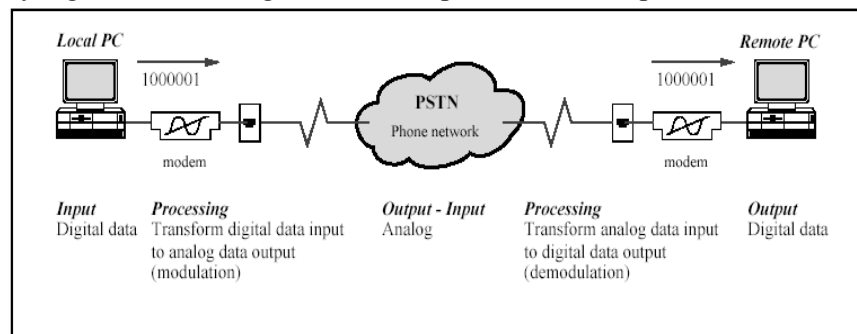 Local PC
Remote PC
1000001
1000001
PSTN
Phone network
modem
modem
Input
Digital data
Processing
Transform digital data input
to analog data output
(modulation)
Output - Input
Analog
Processing
Transform analog data input
to digital data output
(demodulation)
Output
Digital data